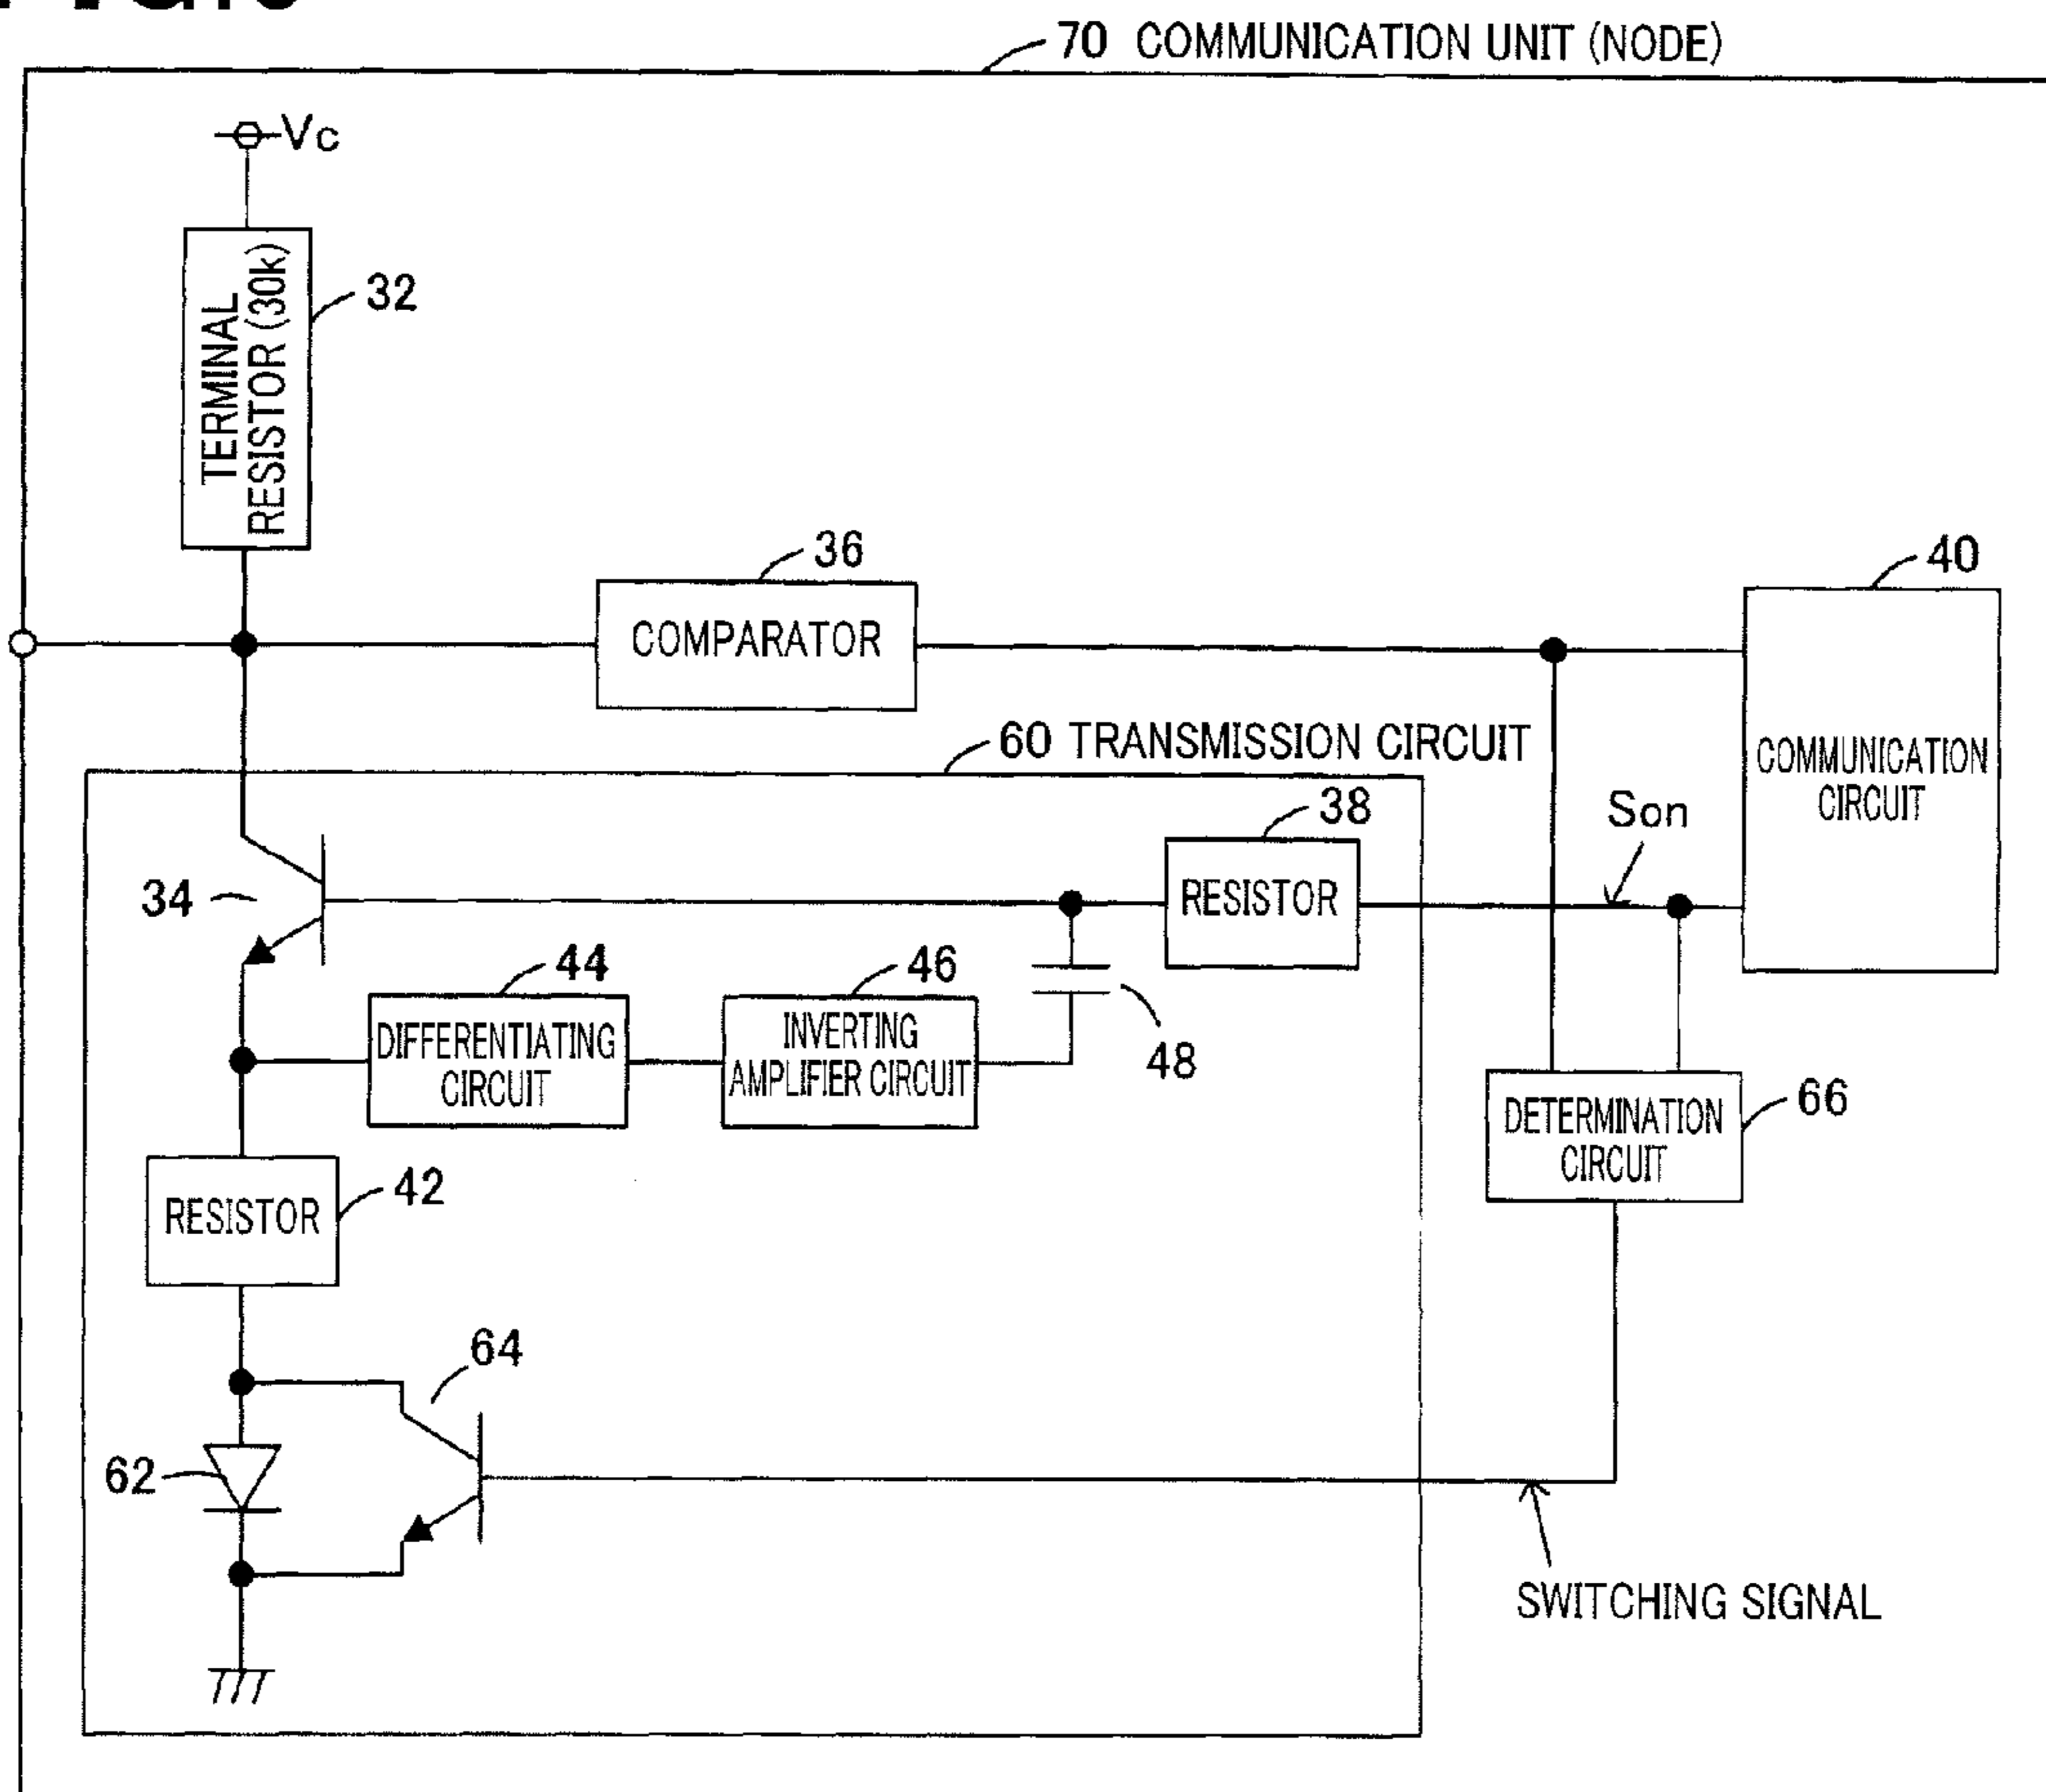 70 COMMUNICATION UNIT (NODE)
Vc
TERMINAL
RESISTOR (30k)
32
36
COMPARATOR
40
COMMUNICATION
CIRCUIT
60 TRANSMISSION CIRCUIT
38
RESISTOR
Son
34
44
DIFFERENTIATING
CIRCUIT
46
INVERTING
AMPLIFIER CIRCUIT
48
DETERMINATION
CIRCUIT
66
RESISTOR
42
64
62
SWITCHING SIGNAL